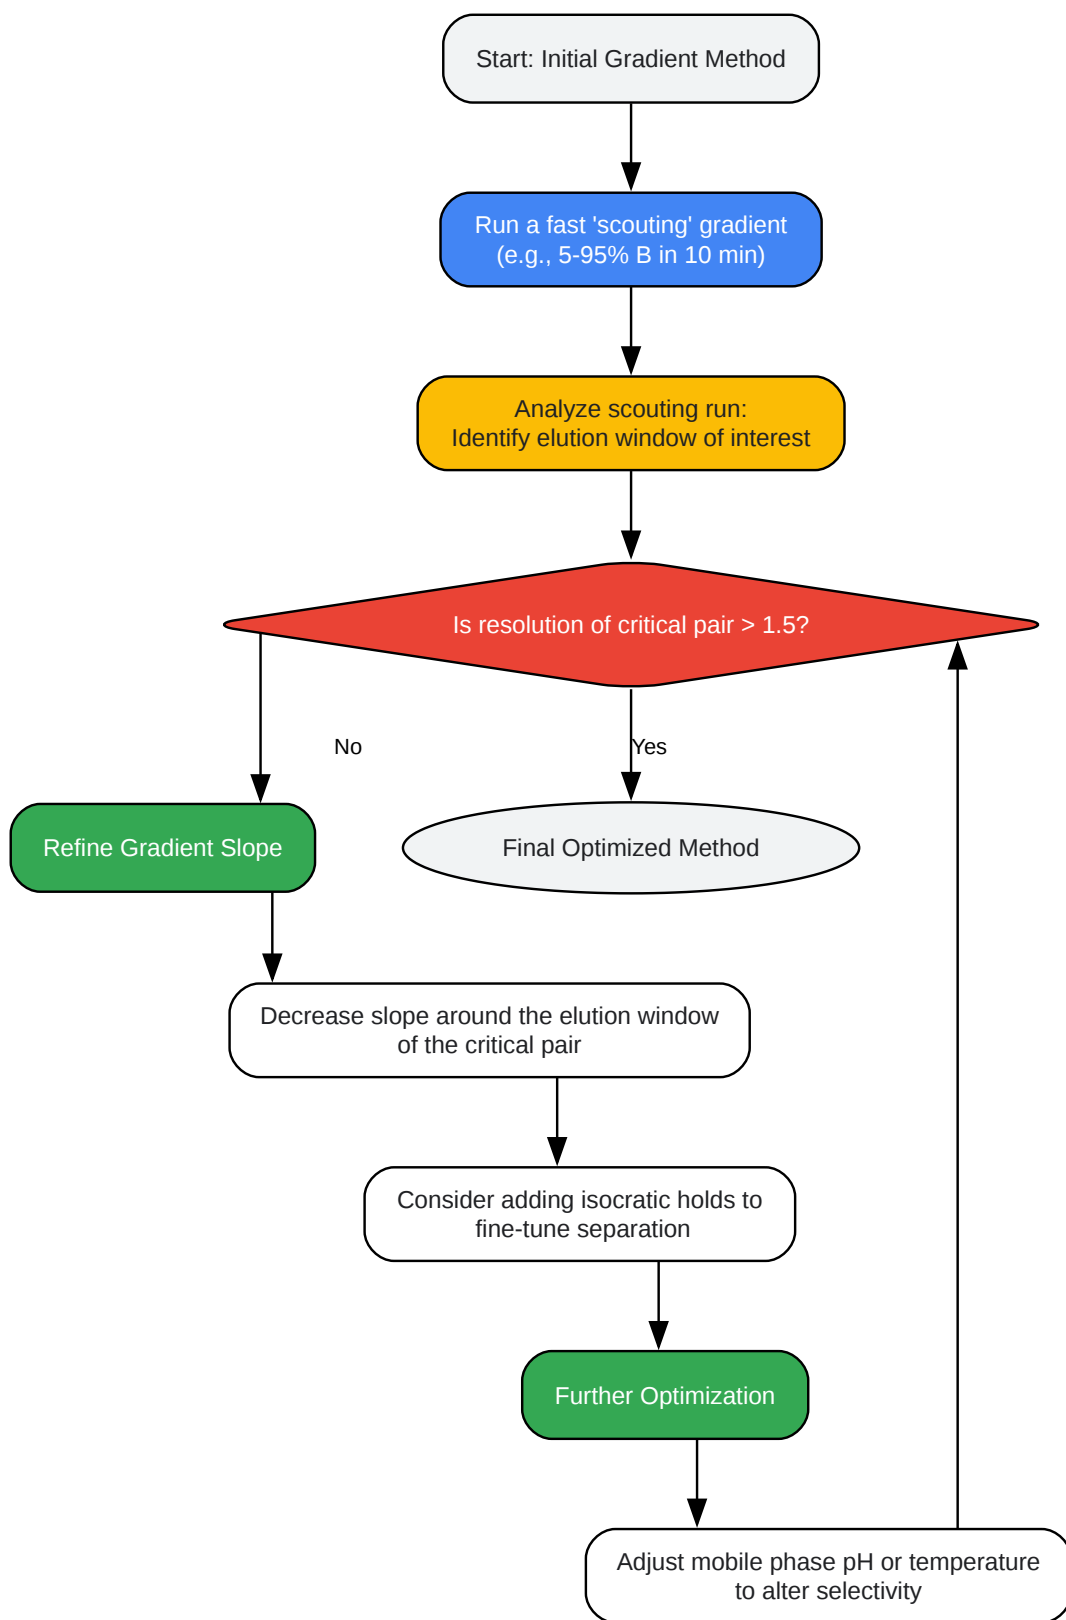 Start: Initial Gradient Method
Run a fast 'scouting' gradient
(e.g., 5-95% B in 10 min)
Analyze scouting run:
Identify elution window of interest
Is resolution of critical pair > 1.5?
No
Yes
Refine Gradient Slope
Final Optimized Method
Decrease slope around the elution window
of the critical pair
Consider adding isocratic holds to
fine-tune separation
Further Optimization
Adjust mobile phase pH or temperature
to alter selectivity